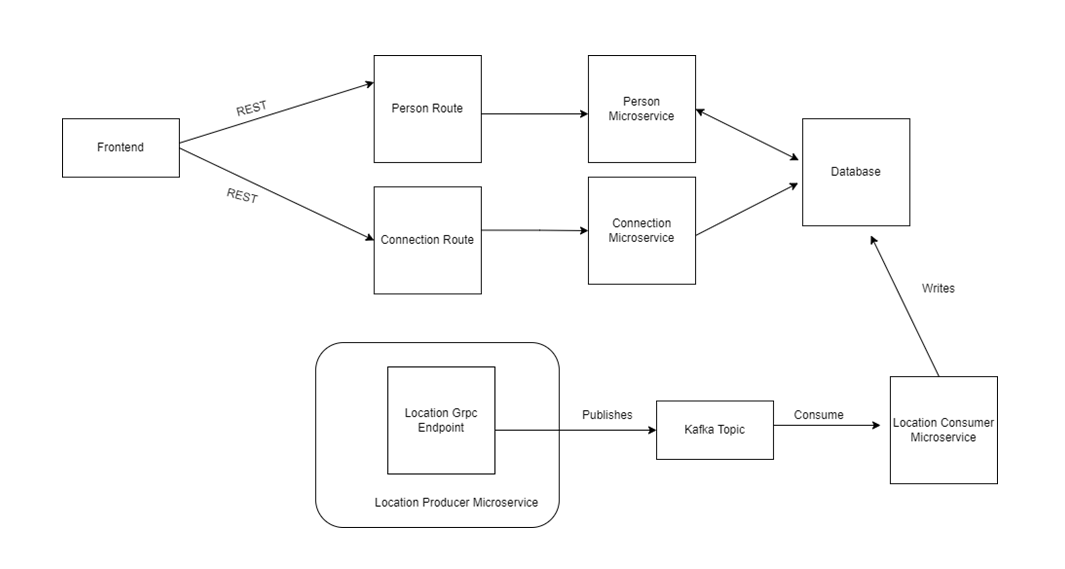 Frontend
REST
REST
Person Route
Connection Route
Person
Microservice
Connection
Microservice
Database
Writes
Location Grpc
Endpoint
Location Producer Microservice
Publishes
Kafka Topic
Consume
Location Consumer
Microservice